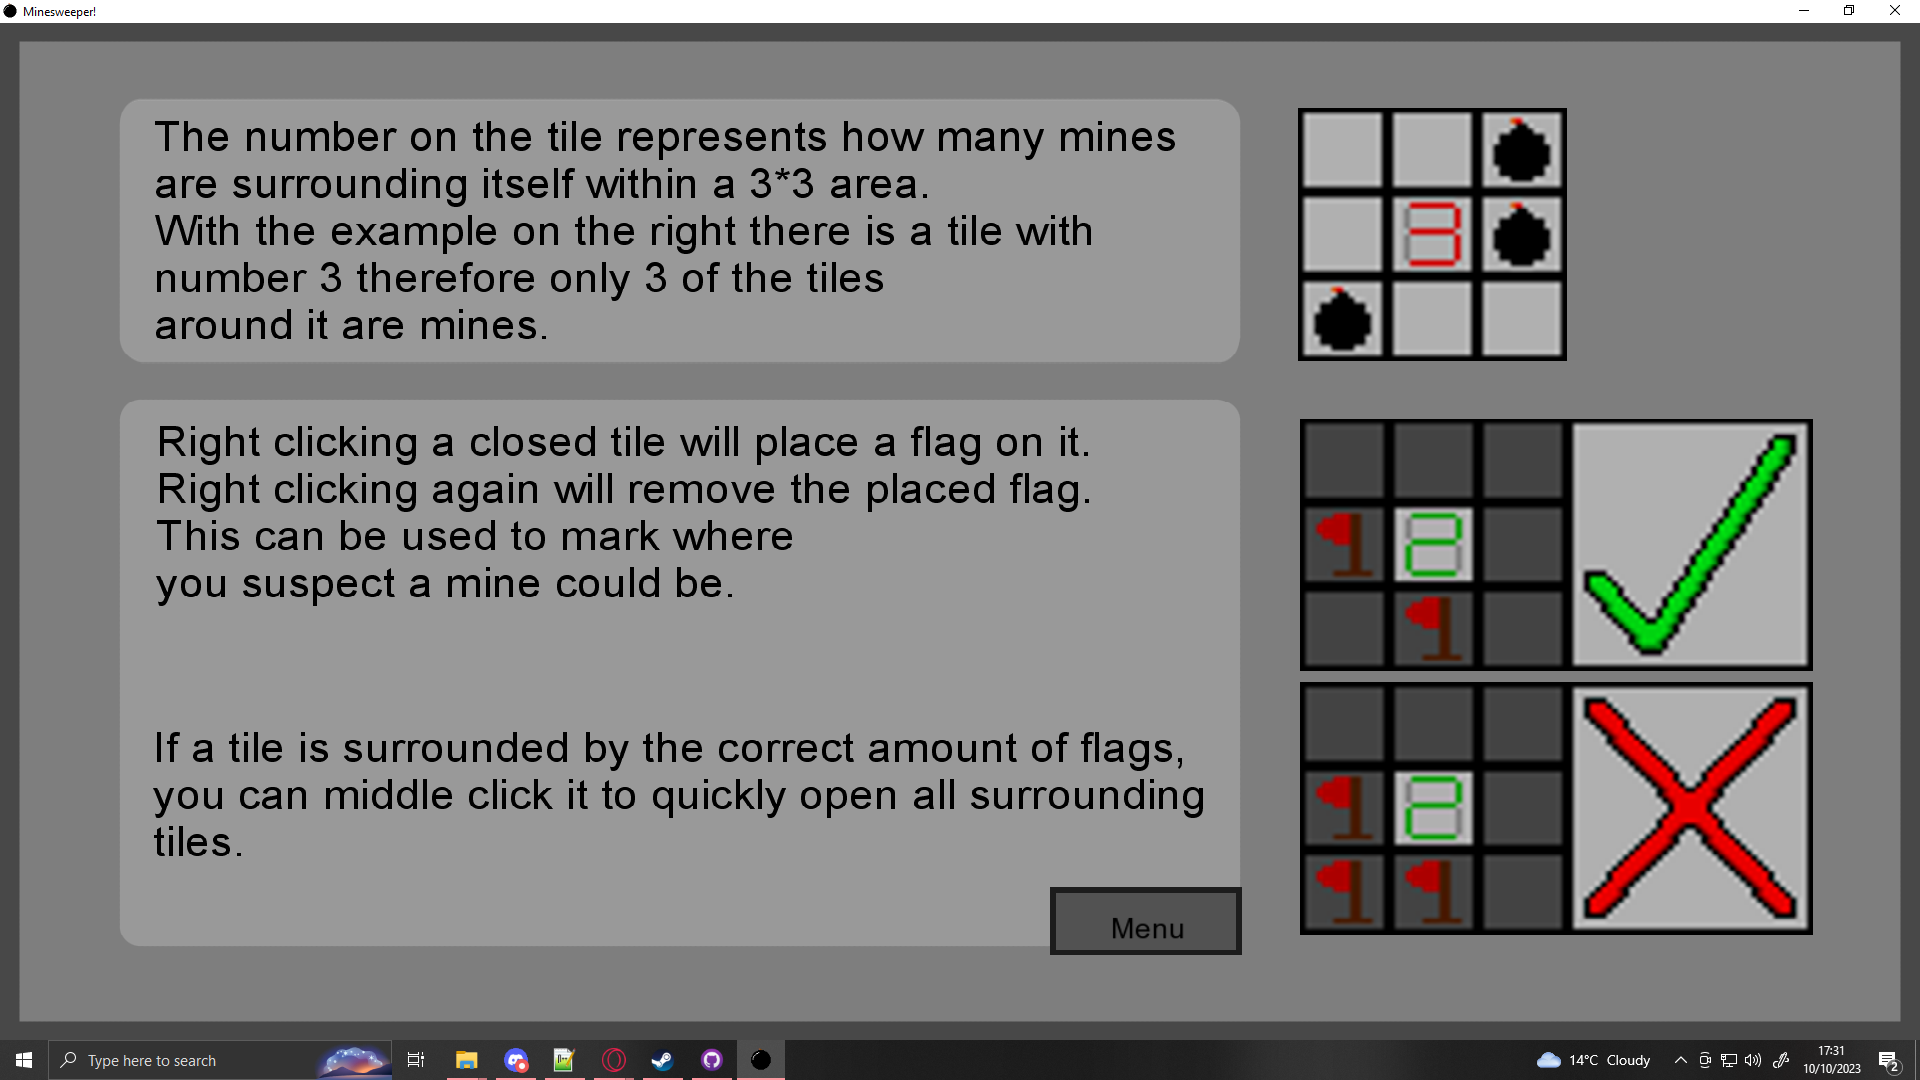 Minesweeper!
The number on the tile represents how many mines
are surrounding itself within a 3*3 area.
With the example on the right there is a tile with
number 3 therefore only 3 of the tiles
around it are mines.
3
Right clicking a closed tile will place a flag on it.
Right clicking again will remove the placed flag.
This can be used to mark where
you suspect a mine could be.
2
If a tile is surrounded by the correct amount of flags,
you can middle click it to quickly open all surrounding
tiles.
2
Menu
Type here to search
14°C Cloudy
17:31
10/10/2023
2